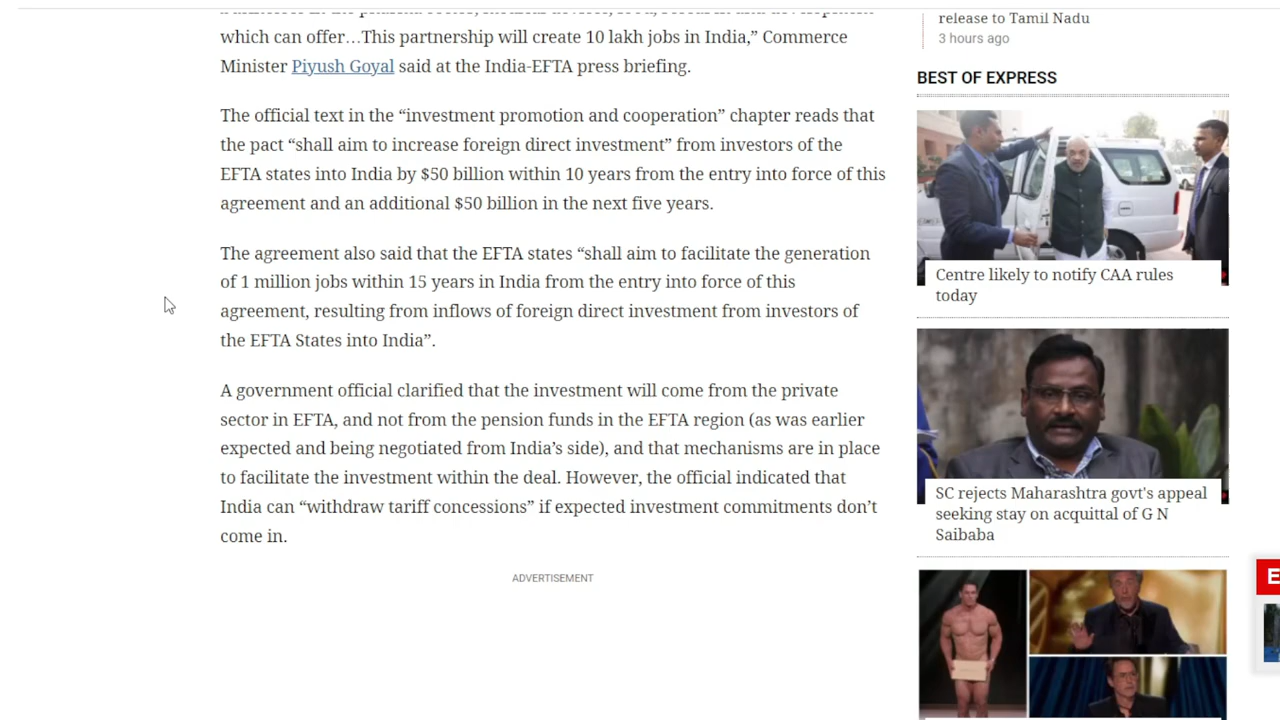 which can offer…This partnership will create 10 lakh jobs in India,” Commerce
Minister Piyush Goyal said at the India-EFTA press briefing.
The official text in the “investment promotion and cooperation” chapter reads that
the pact “shall aim to increase foreign direct investment” from investors of the
EFTA states into India by $50 billion within 10 years from the entry into force of this
agreement and an additional $50 billion in the next five years.
The agreement also said that the EFTA states “shall aim to facilitate the generation
of 1 million jobs within 15 years in India from the entry into force of this
agreement, resulting from inflows of foreign direct investment from investors of
the EFTA States into India”.
A government official clarified that the investment will come from the private
sector in EFTA, and not from the pension funds in the EFTA region (as was earlier
expected and being negotiated from India’s side), and that mechanisms are in place
to facilitate the investment within the deal. However, the official indicated that
India can “withdraw tariff concessions” if expected investment commitments don’t
come in.
ADVERTISEMENT
release to Tamil Nadu
3 hours ago
BEST OF EXPRESS
Centre likely to notify CAA rules
today
SC rejects Maharashtra govt's appeal
seeking stay on acquittal of G N
Saibaba
E